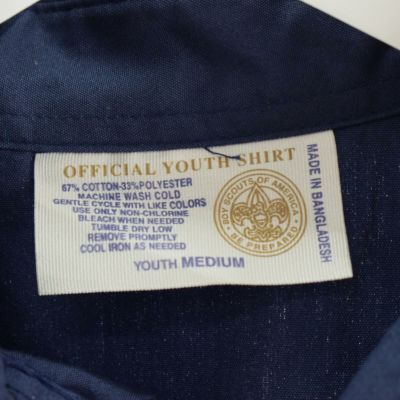 OFFICIAL YOUTH SHIRT
67% COTTON-33%POLYESTER
MACHINE WASH COLD
GENTLE CYCLE WITH LIKE COLORS
USE ONLY NON-CHLORINE
BLEACH WHEN NEEDED
TUMBLE DRY LOW
REMOVE PROMPTLY
COOL IRON AS NEEDED
YOUTH MEDIUM
BOY SCOUTS OF AMERICA
BE PREPARED
MADE IN BANGLADESH